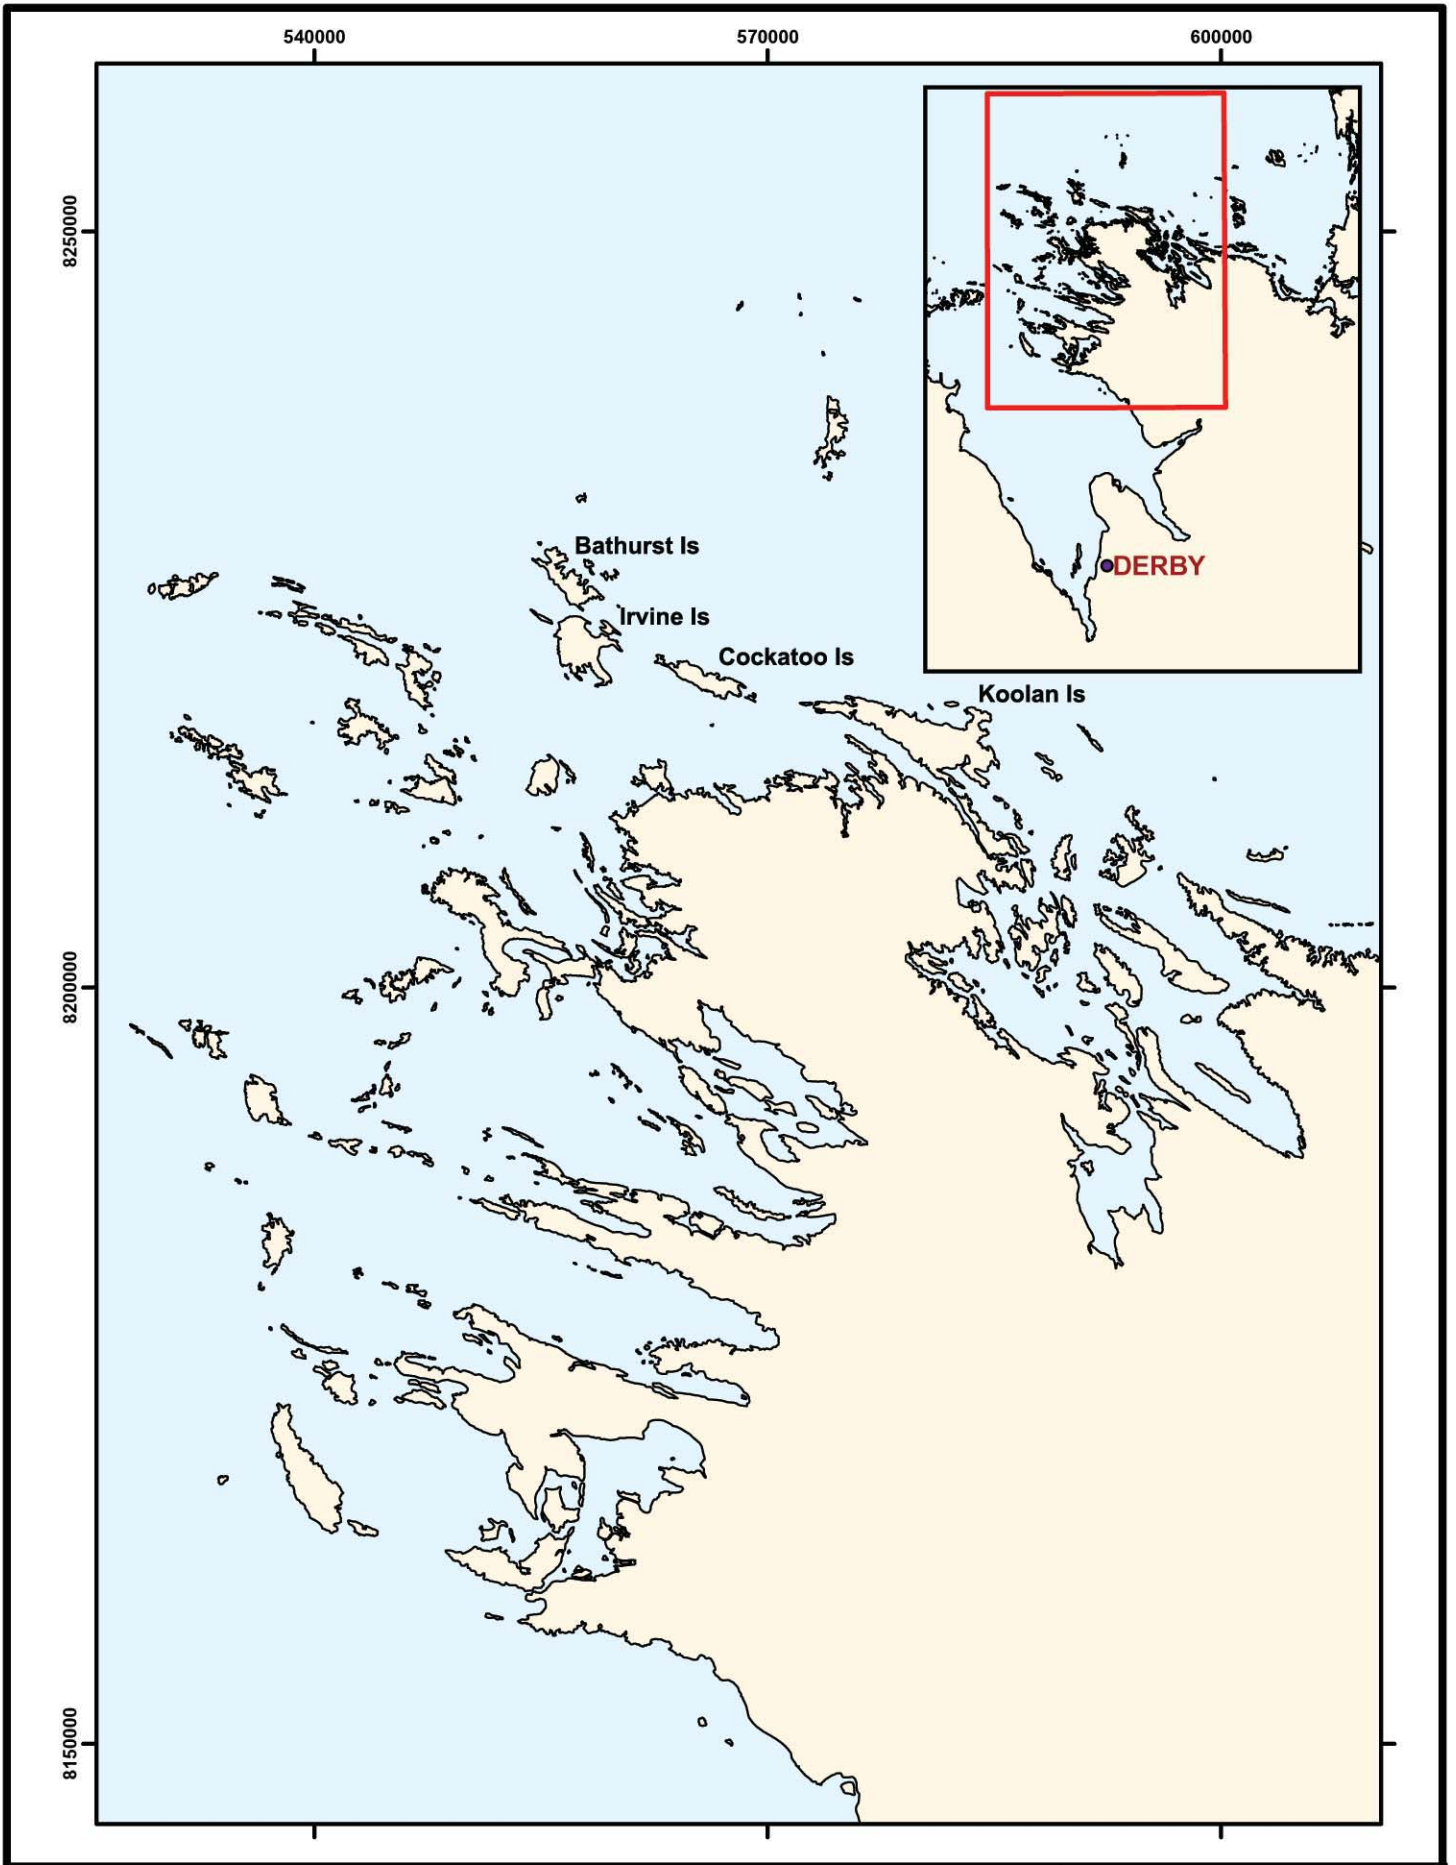 540000
570000
600000
8250000
Bathurst Is
Irvine Is
Cockatoo Is
Koolan Is
DERBY
8200000
8150000